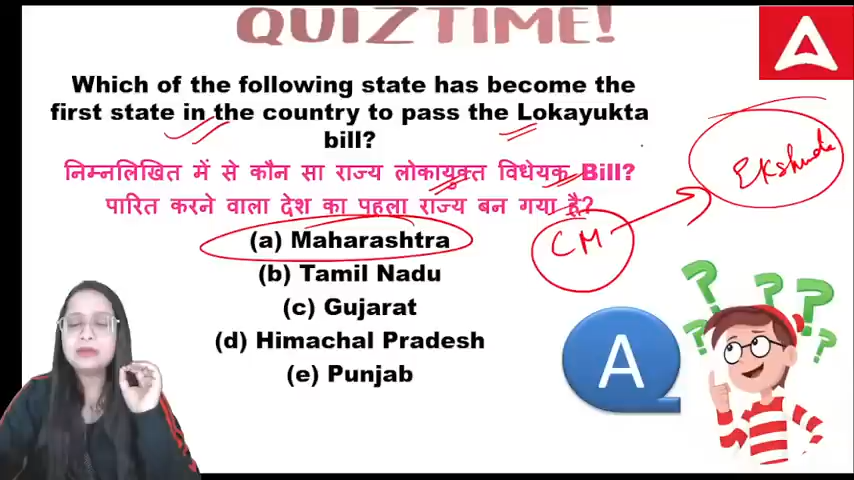 QUIZTIME!
Which of the following state has become the
first state in the country to pass the Lokayukta
bill?
निम्नलिखित में से कौन सा राज्य लोकायुक्त विधेयक Bill?
पारित करने वाला देश का पहला राज्य बन गया है?
(a) Maharashtra
(b) Tamil Nadu
(c) Gujarat
(d) Himachal Pradesh
(e) Punjab
CM
A